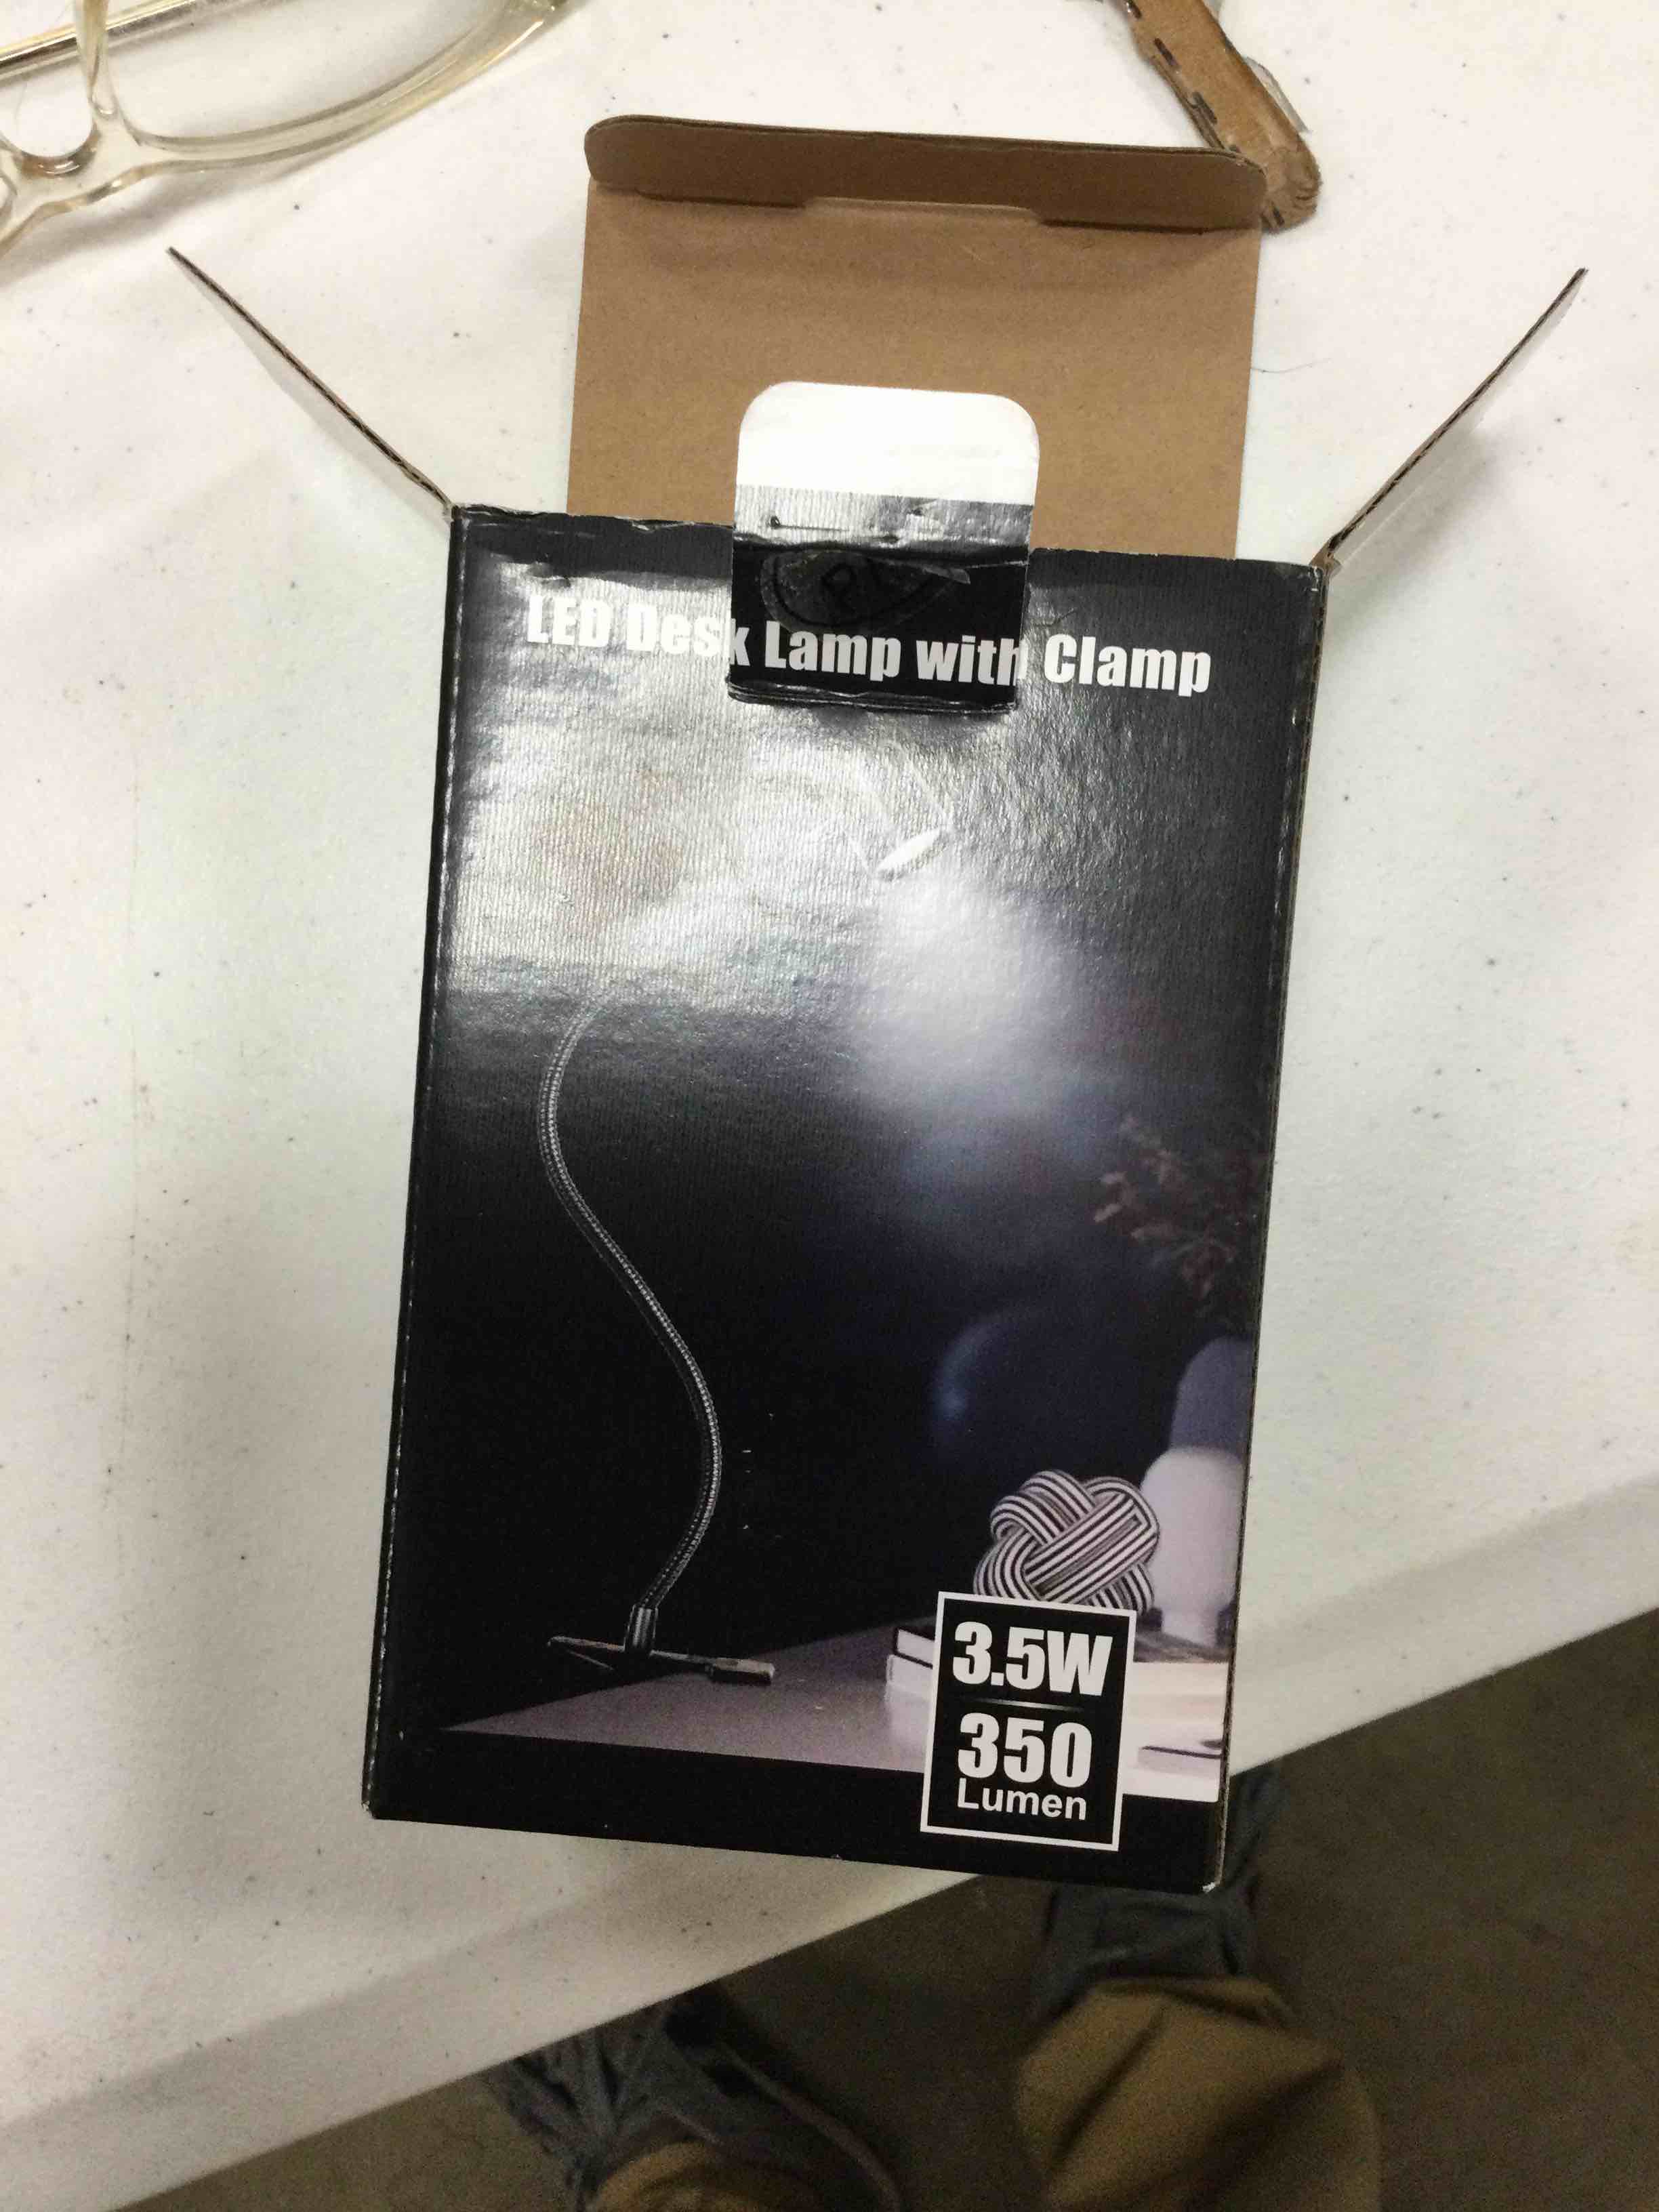 LED Desk Lamp with Clamp
3.5W
350
Lumen